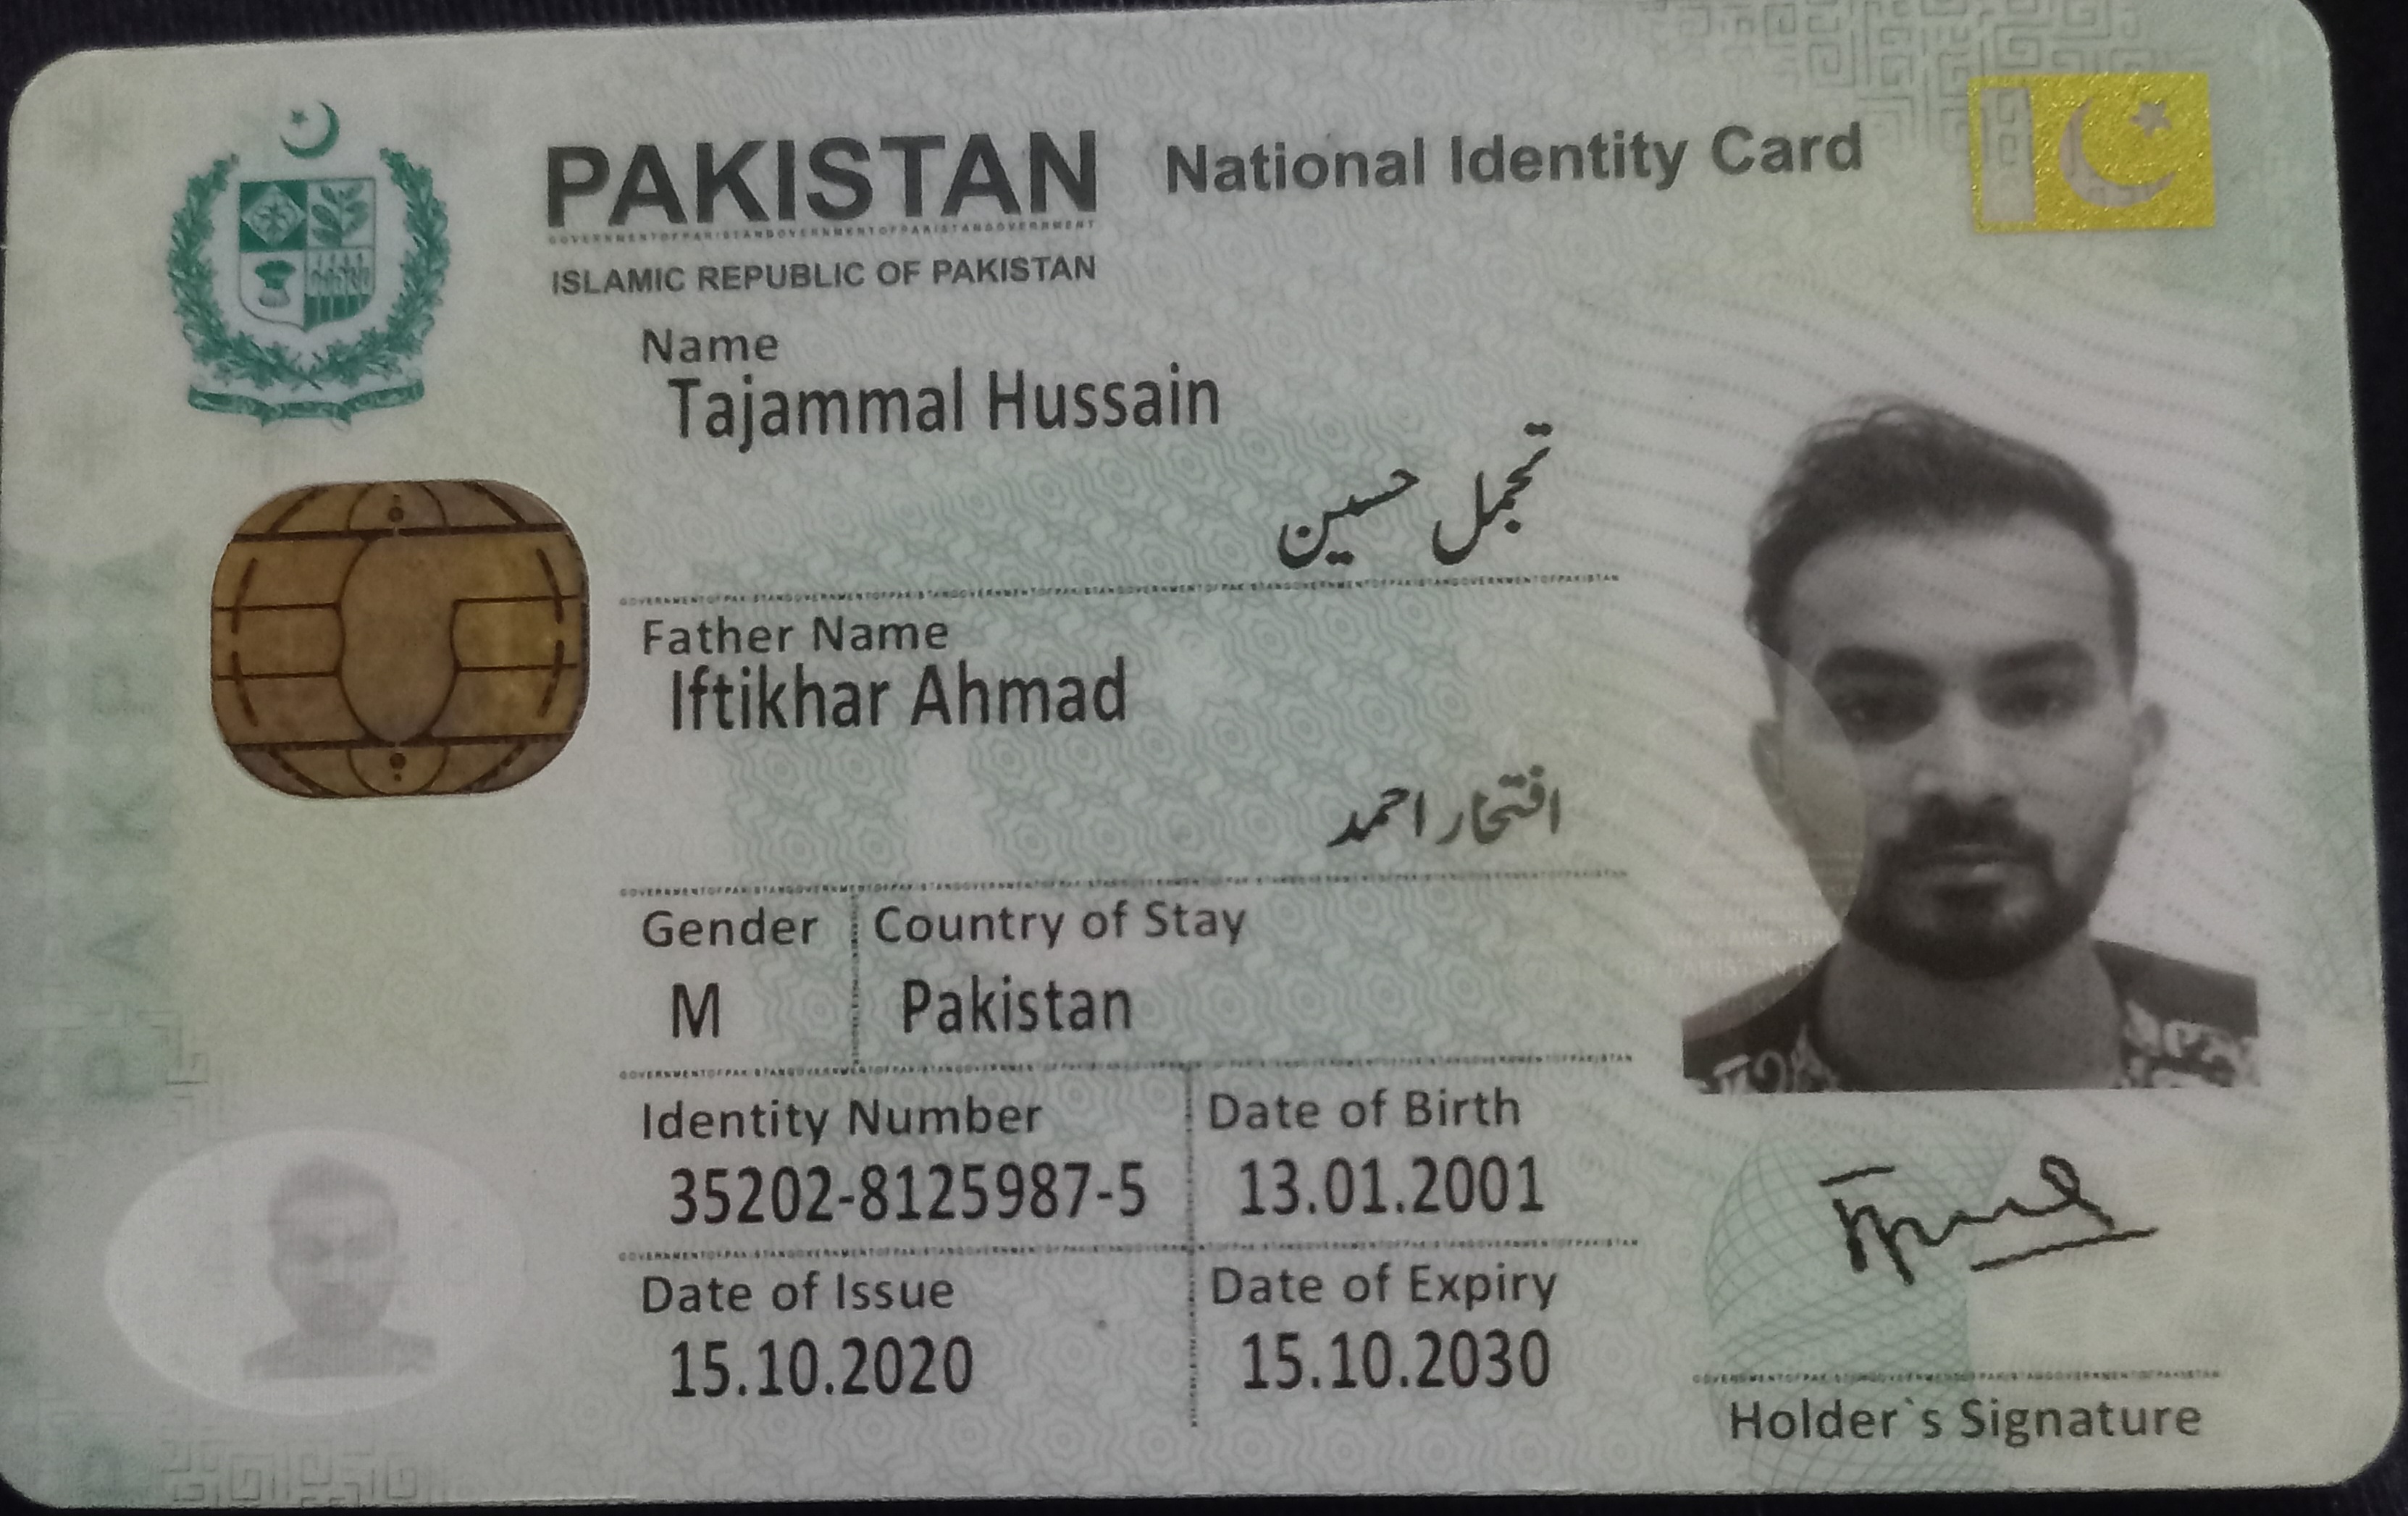 PAKISTAN National Identity Card
ISLAMIC REPUBLIC OF PAKISTAN
Name
Tajammal Hussain
تجمل حسین
Father Name
Iftikhar Ahmad
افتخار احمد
Gender Country of Stay
M Pakistan
Identity Number Date of Birth
35202-8125987-5 13.01.2001
Date of Issue Date of Expiry
15.10.2020 15.10.2030
Holder`s Signature